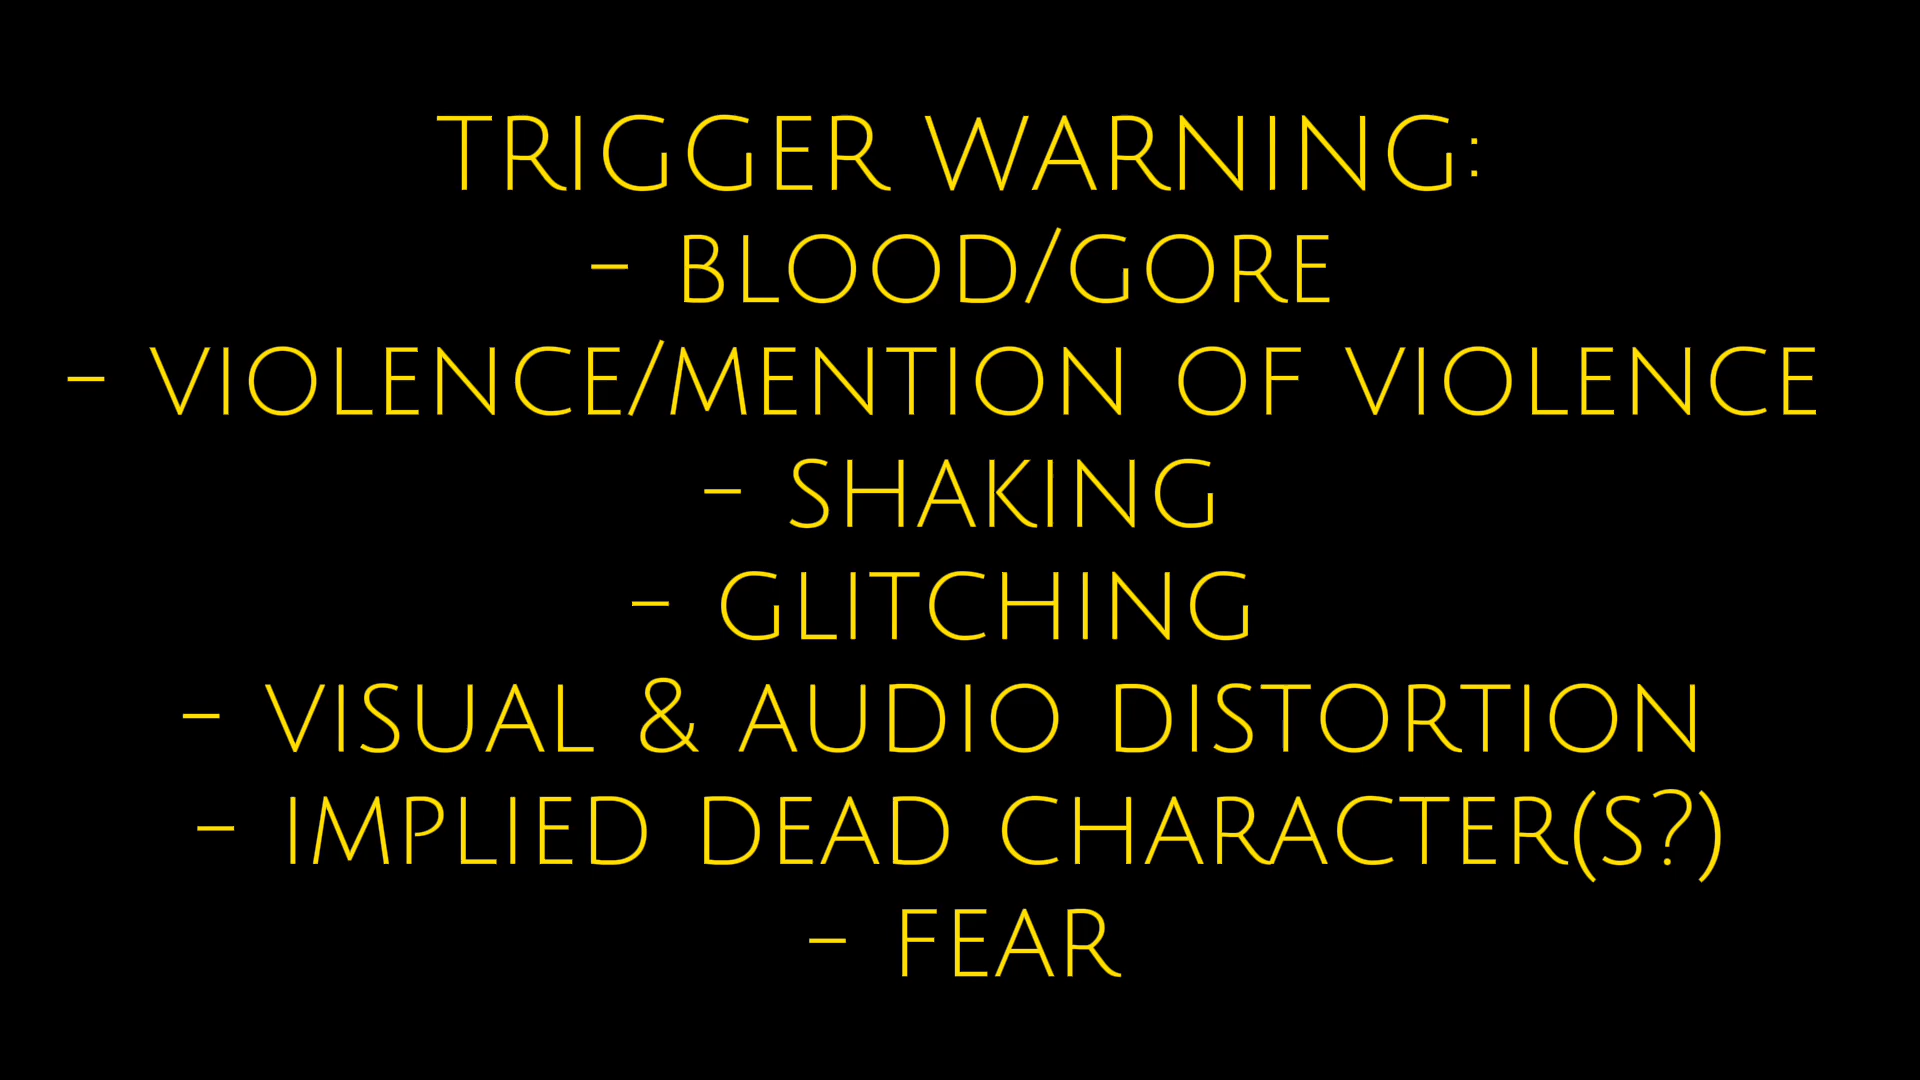 TRIGGER WARNING:
- BLOOD/GORE
- VIOLENCE/MENTION OF VIOLENCE
- SHAKING
- GLITCHING
- VISUAL & AUDIO DISTORTION
- IMPLIED DEAD CHARACTER(S?)
- FEAR